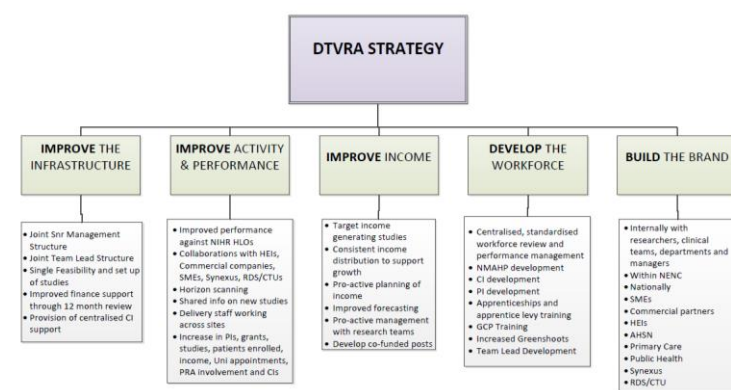 DTVRA STRATEGY
IMPROVE THE
INFRASTRUCTURE
IMPROVE ACTIVITY
& PERFORMANCE
IMPROVE INCOME
DEVELOP THE
WORKFORCE
BUILD THE BRAND
• Joint Snr Management
Structure
• Joint Team Lead Structure
• Single Feasibility and set up
of studies
• Improved finance support
through 12 month review
• Provision of centralised CI
support
• Improved performance
against NIHR HLOs
• Collaborations with HEIs,
Commercial companies,
SMEs, Synexus, RDS/CTUs
• Horizon scanning
• Shared info on new studies
• Delivery staff working
across sites
• Increase in PIs, grants,
studies, patients enrolled,
income, Uni appointments,
PRA involvement and CIs
• Target income
generating studies
• Consistent income
distribution to support
growth
• Pro-active planning of
income
• Improved forecasting
• Pro-active management
with research teams
• Develop co-funded posts
• Centralised, standardised
workforce review and
performance management
• NMAHP development
• CI development
• PI development
• Apprenticeships and
apprentice levy training
• GCP Training
• Increased Greenshoots
• Team Lead Development
• Internally with
researchers, clinical
teams, departments and
managers
• Within NENC
• Nationally
• SMEs
• Commercial partners
• HEIs
• AHSN
• Primary Care
• Public Health
• Synexus
• RDS/CTU